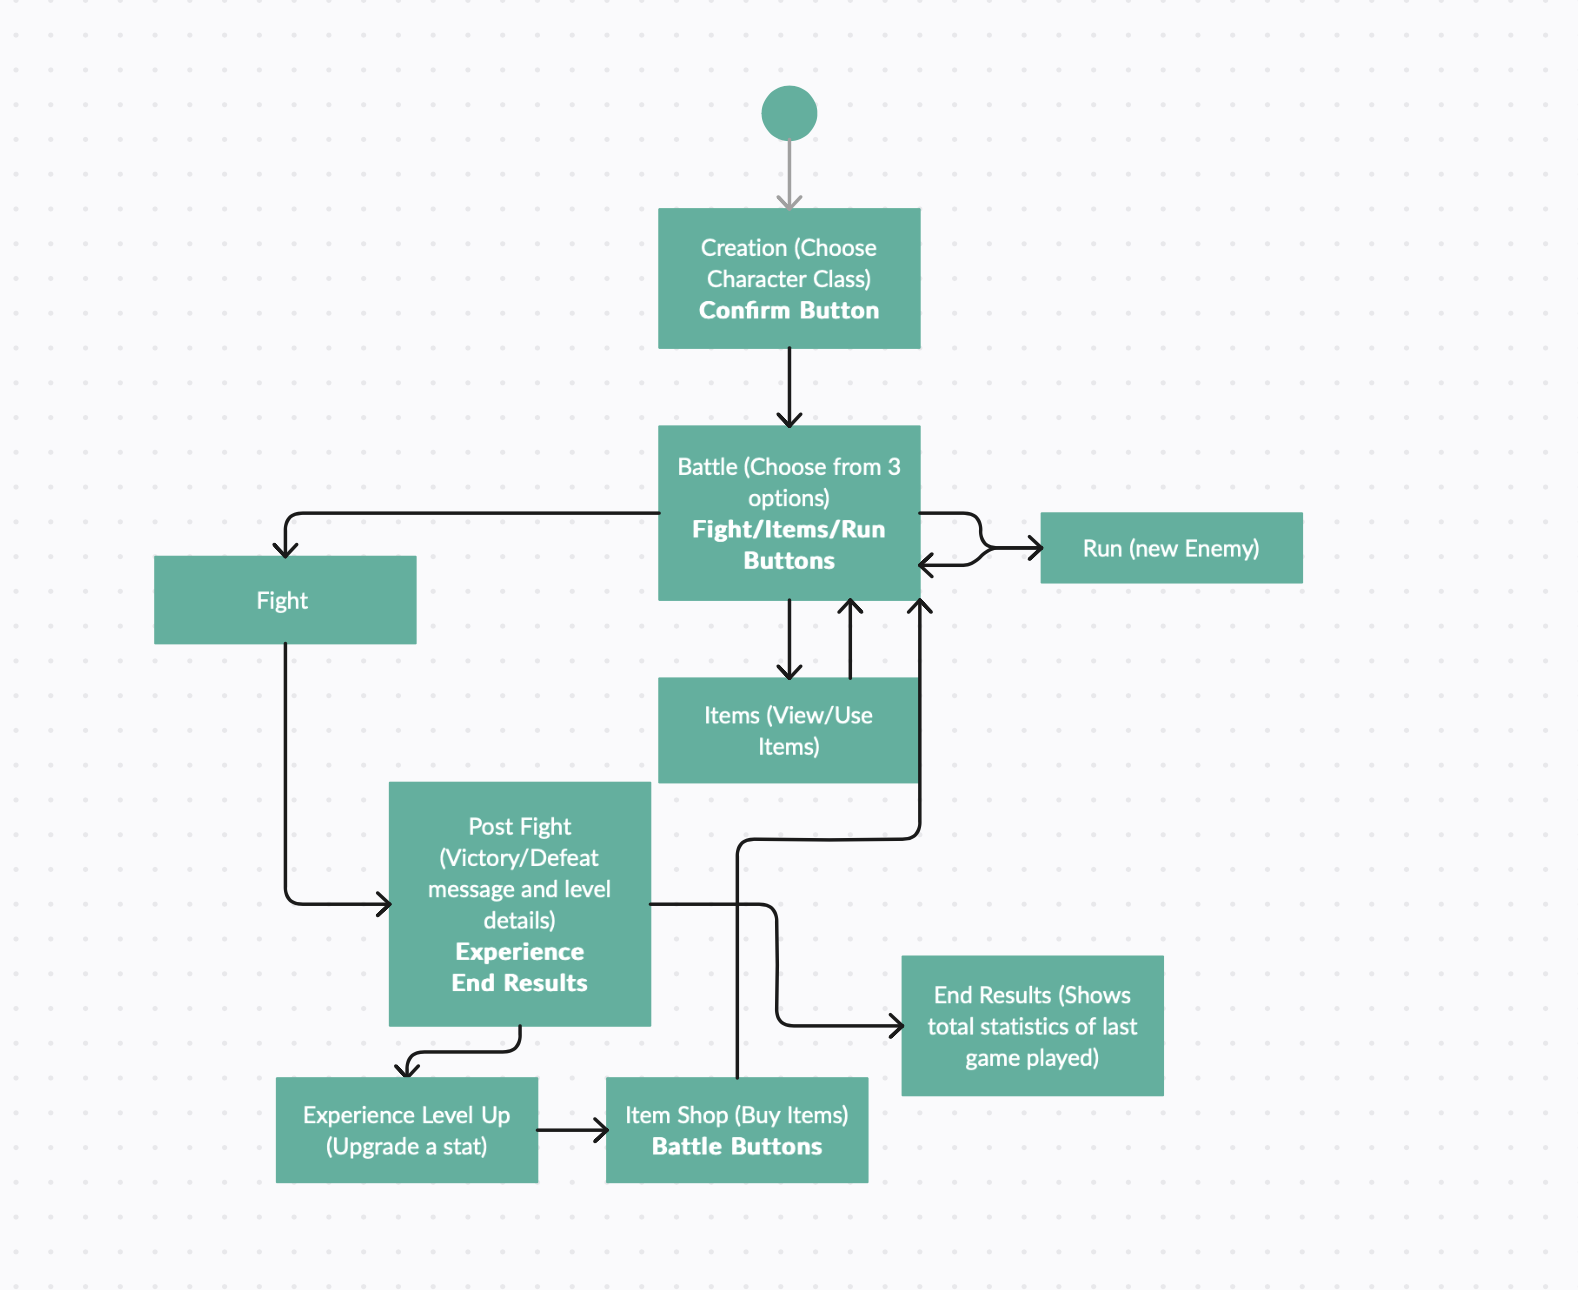 Creation (Choose
Character Class)
Confirm Button
Battle (Choose from 3
options)
Fight/Items/Run
Buttons
Run (new Enemy)
Fight
Items (View/Use
Items)
Post Fight
(Victory/Defeat
message and level
details)
Experience
End Results
End Results (Shows
total statistics of last
game played)
Experience Level Up
(Upgrade a stat)
Item Shop (Buy Items)
Battle Buttons